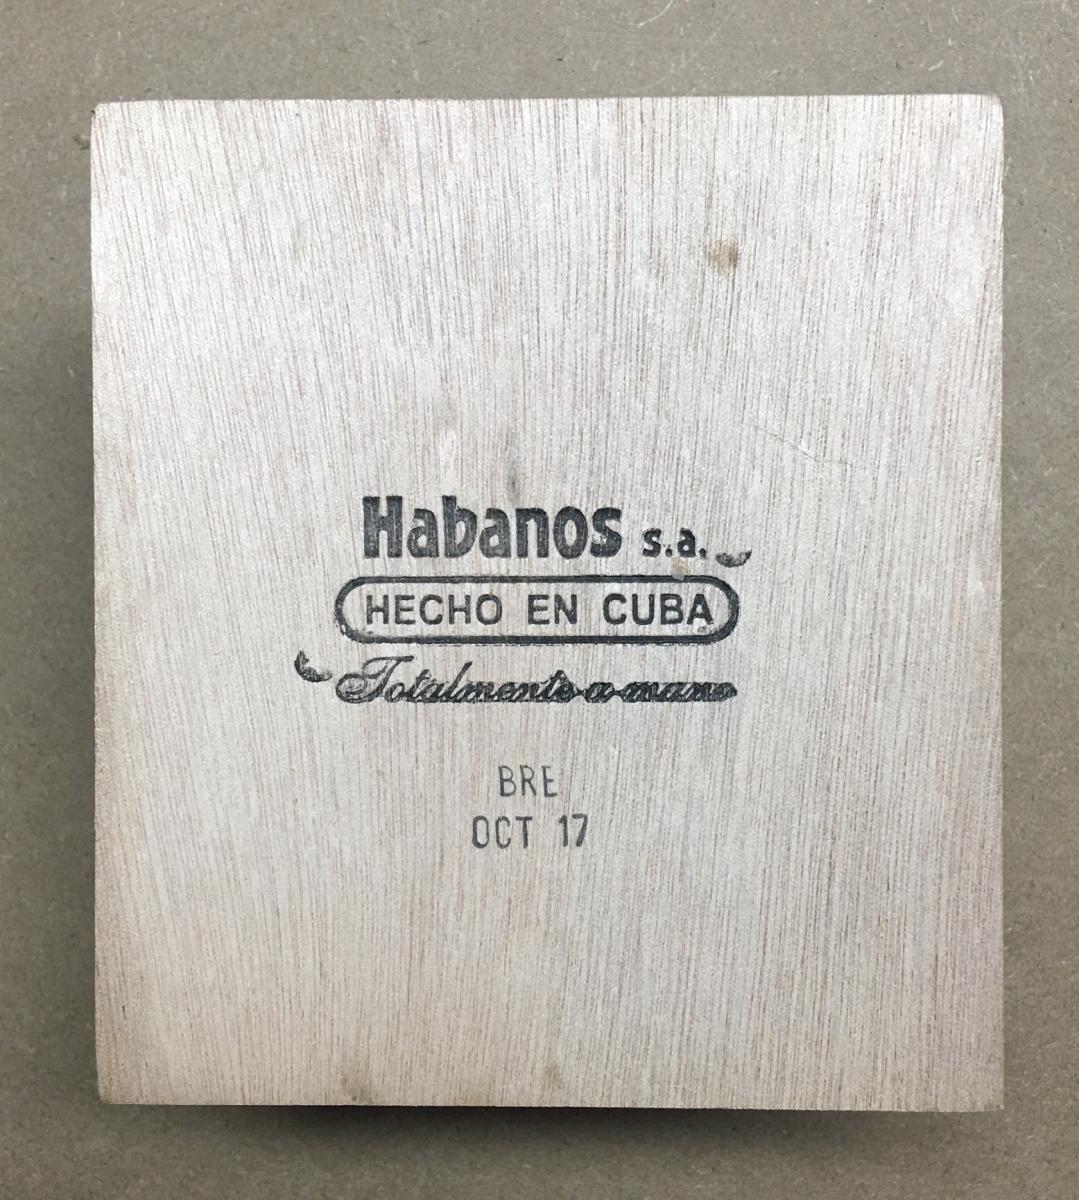 Habanos s.a.
HECHO EN CUBA
Totalmente a mano
BRE
OCT 17